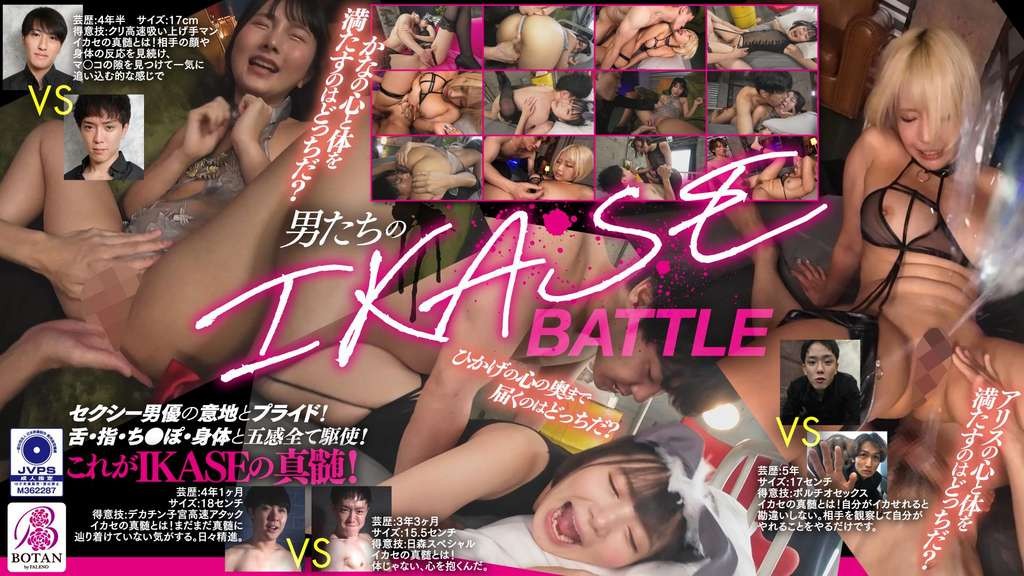 芸歴:4年半　サイズ:17cm
得意技:クリ高速吸い上げ手マン
イカセの真髄とは!相手の顔や
身体の反応を見続け、
マ〇コの隙を見つけて一気に
追い込む的な感じで
VS
かなの心と体を
満たすのはどっちだ?
男たちの
IKASE
BATTLE
ひかげの心の奥まで
届くのはどっちだ!?
アリスの心と体を
満たすのはどっちだ?
セクシー男優の意地とプライド!
舌・指・ち●ぽ・身体と五感全て駆使!
これがIKASEの真髄!
JVPS
成人指定
M362287
BOTAN
by FALENO
芸歴:4年1ヶ月
サイズ:18センチ
得意技:デカチン子宮高速アタック
イカセの真髄とは!まだまだ真髄に
辿り着けていない気がする。日々精進。
VS
芸歴:3年3ヶ月
サイズ:15.5センチ
得意技:日森スペシャル
イカセの真髄とは!
体じゃない、心を抱くんだ。
VS
芸歴:5年
サイズ:17センチ
得意技:ポルチオセックス
イカセの真髄とは!自分がイカせれると
勘違いしない。相手を観察して自分が
やれることをやるだけです。